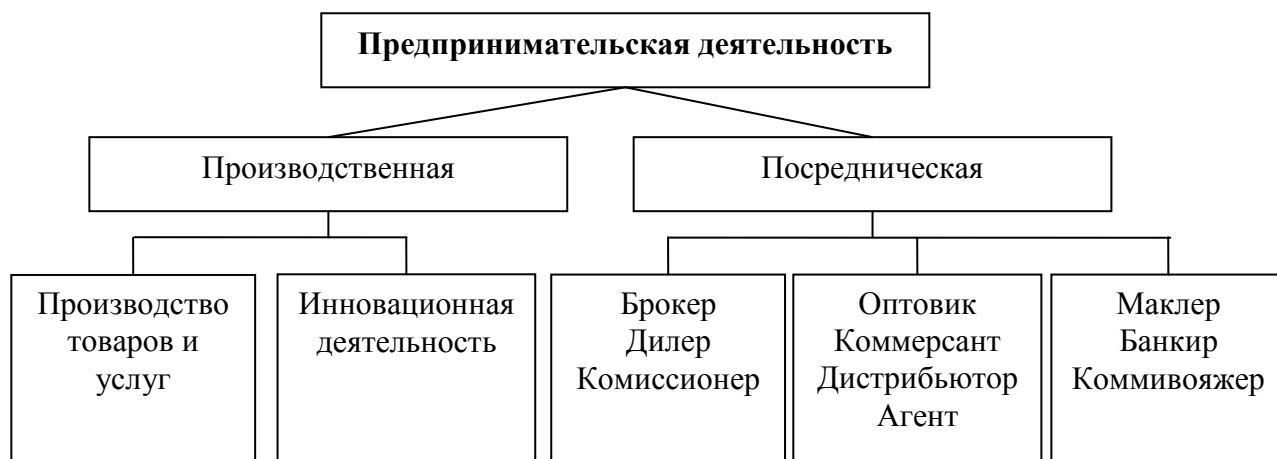 Предпринимательская деятельность
Производственная
Посредническая
Производство
товаров и
услуг
Инновационная
деятельность
Брокер
Дилер
Комиссионер
Оптовик
Коммерсант
Дистрибьютор
Агент
Маклер
Банкир
Коммивояжер